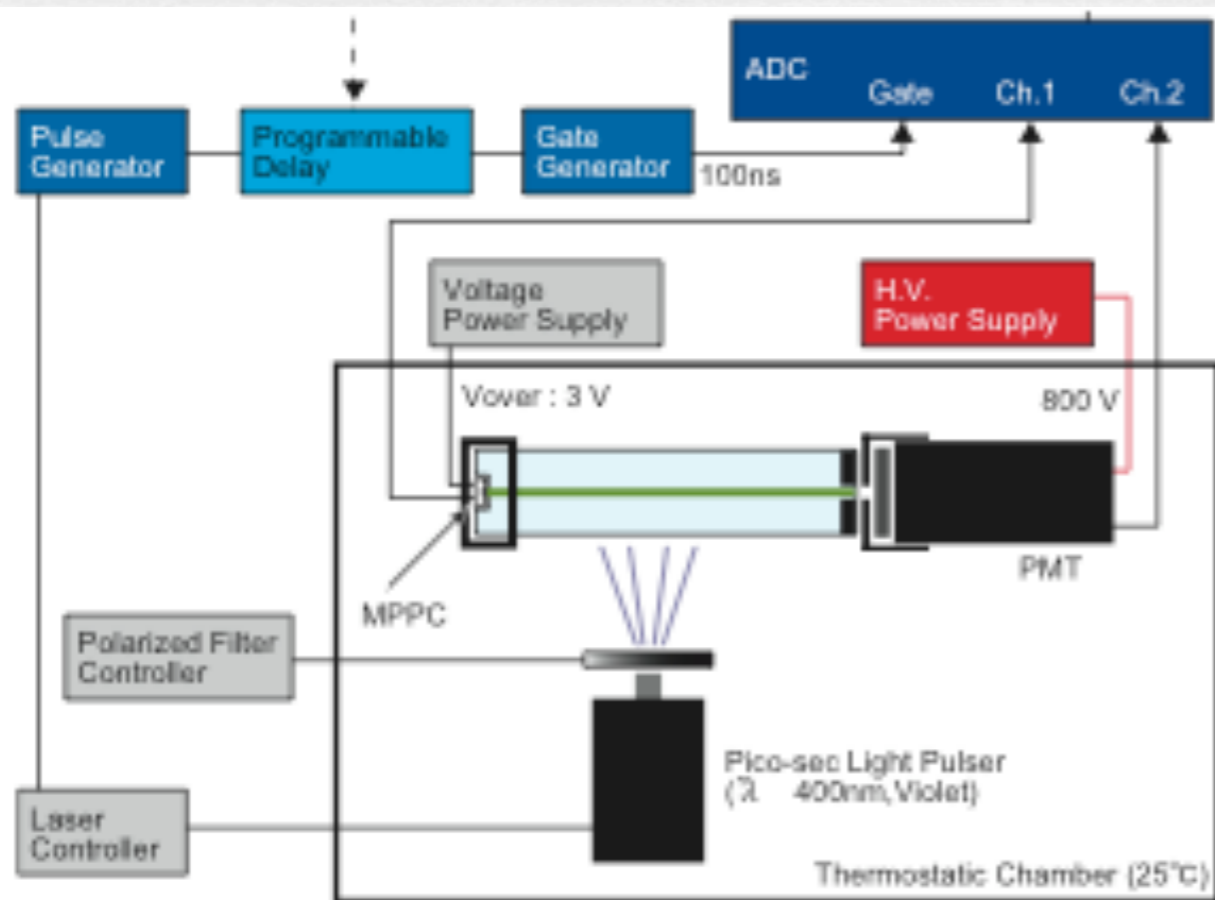 ADC
Gate Ch.1 Ch.2
Pulse
Generator
Programmable
Delay
Gate
Generator
100ns
Voltage
Power Supply
H.V.
Power Supply
Vover : 3 V
800 V
MPPC
PMT
Polarized Filter
Controller
Pico-sec Light Pulser
(λ 400nm,Violet)
Laser
Controller
Thermostatic Chamber (25℃)